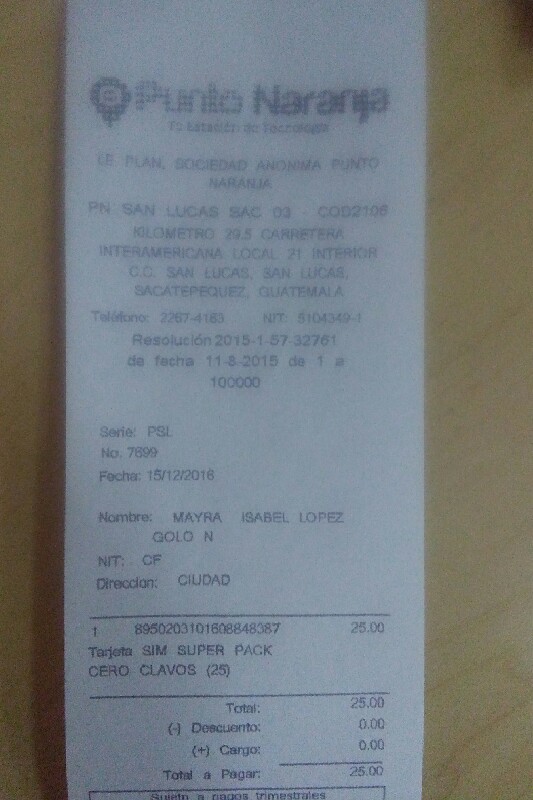 Punto Naranja
Tu Estación de Tecnología
LE PLAN, SOCIEDAD ANONIMA PUNTO
NARANJA
PN SAN LUCAS SAC 03 - COD2106
KILOMETRO 29.5 CARRETERA
INTERAMERICANA LOCAL 21 INTERIOR
C.C. SAN LUCAS, SAN LUCAS,
SACATEPEQUEZ, GUATEMALA
Teléfono: 2267-4163 NIT: 5104349-1
Resolución 2015-1-57-32761
de fecha 11-8-2015 de 1 a
100000
Serie: PSL
No. 7699
Fecha: 15/12/2016
Nombre: MAYRA ISABEL LOPEZ
GOLO N
NIT: CF
Direccion: CIUDAD
1 8950203101608848387 25.00
Tarjeta SIM SUPER PACK
CERO CLAVOS (25)
Total: 25.00
(-) Descuento: 0.00
(+) Cargo: 0.00
Total a Pagar: 25.00
Sujeto a pagos trimestrales